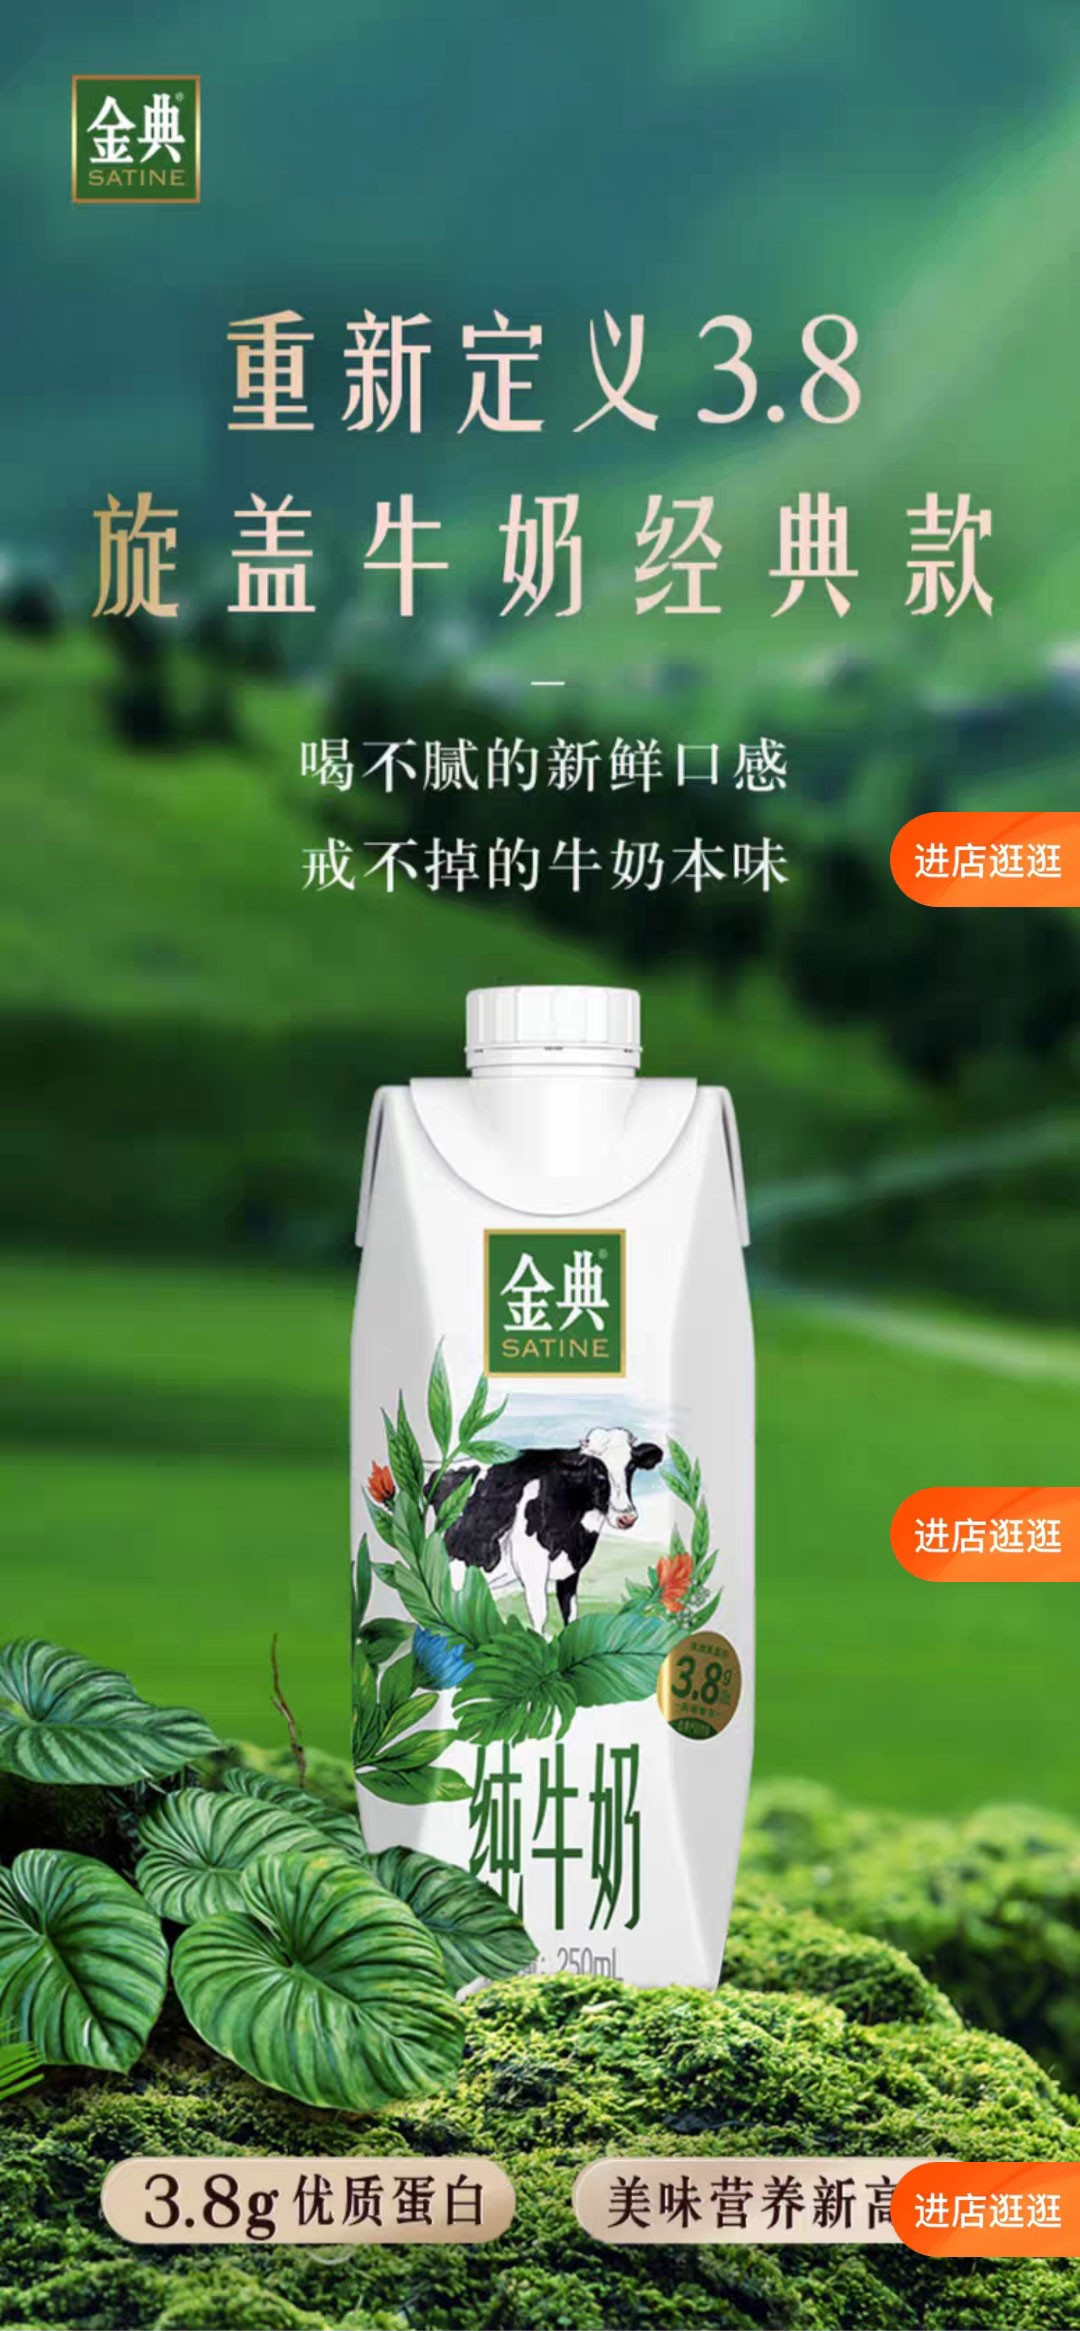 金典®
SATINE
重新定义3.8
旋盖牛奶经典款
喝不腻的新鲜口感
戒不掉的牛奶本味
进店逛逛
金典®
SATINE
进店逛逛
3.8g
纯牛奶
250mL
3.8g优质蛋白
美味营养新高
进店逛逛